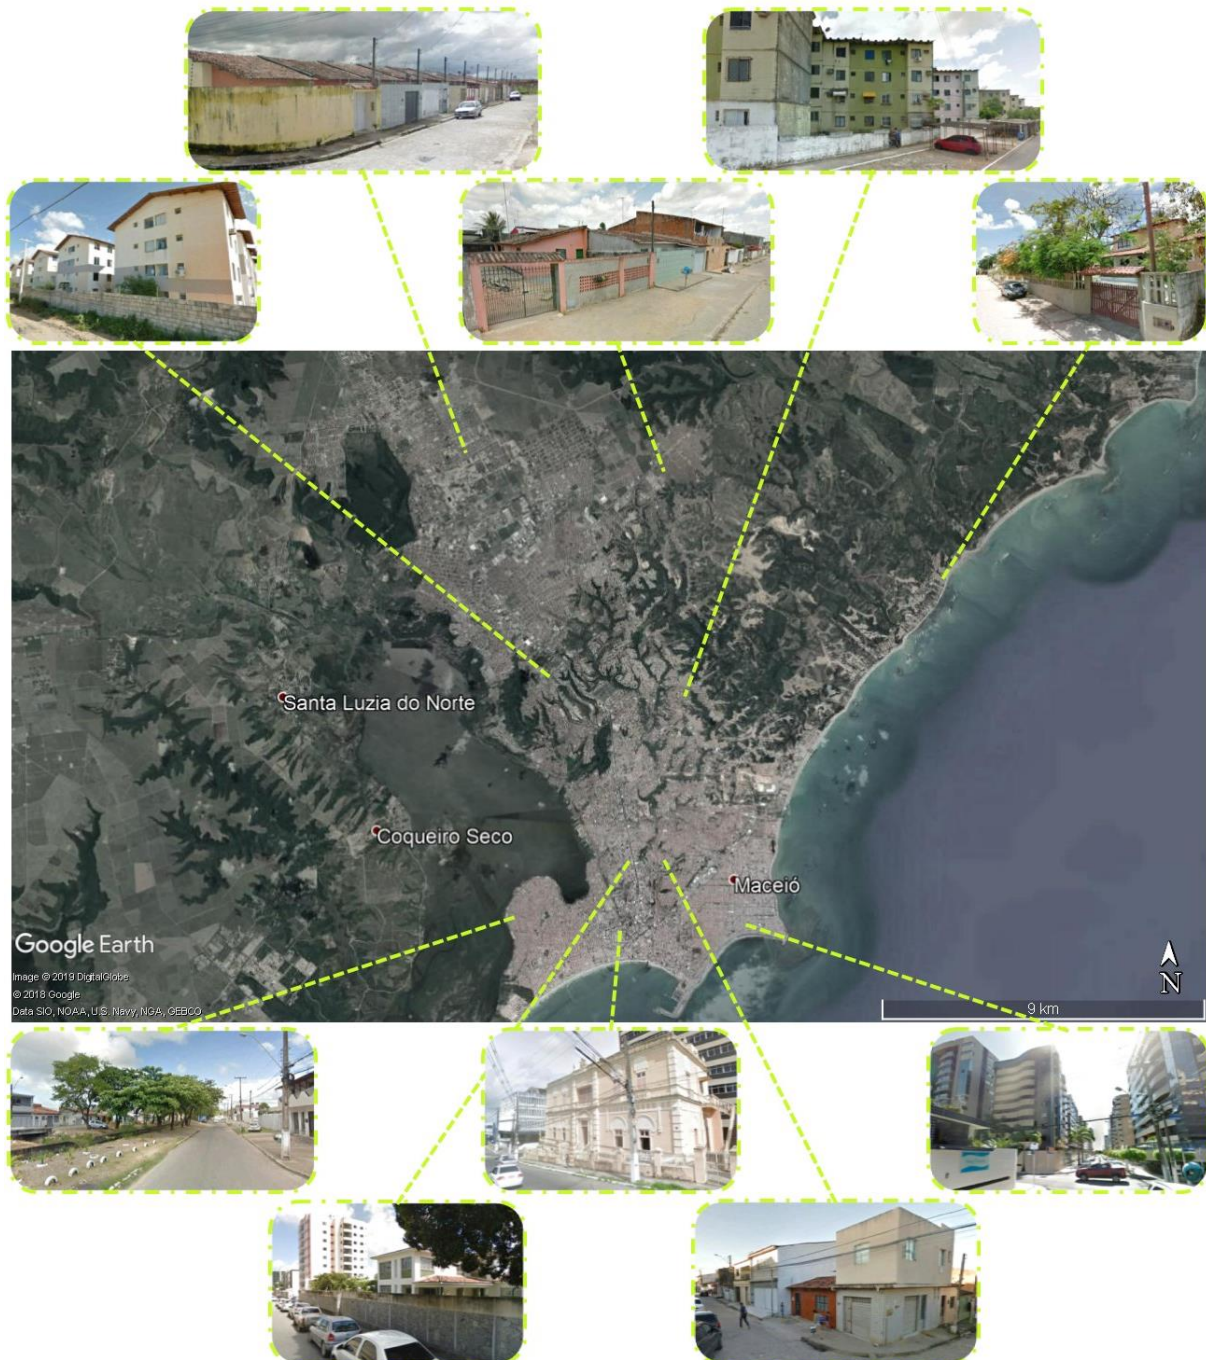 Santa Luzia do Norte
Coqueiro Seco
Maceió
Google Earth
Image © 2019 DigitalGlobe
© 2018 Google
Data SIO, NOAA, U.S. Navy, NGA, GEBCO
N
9 km